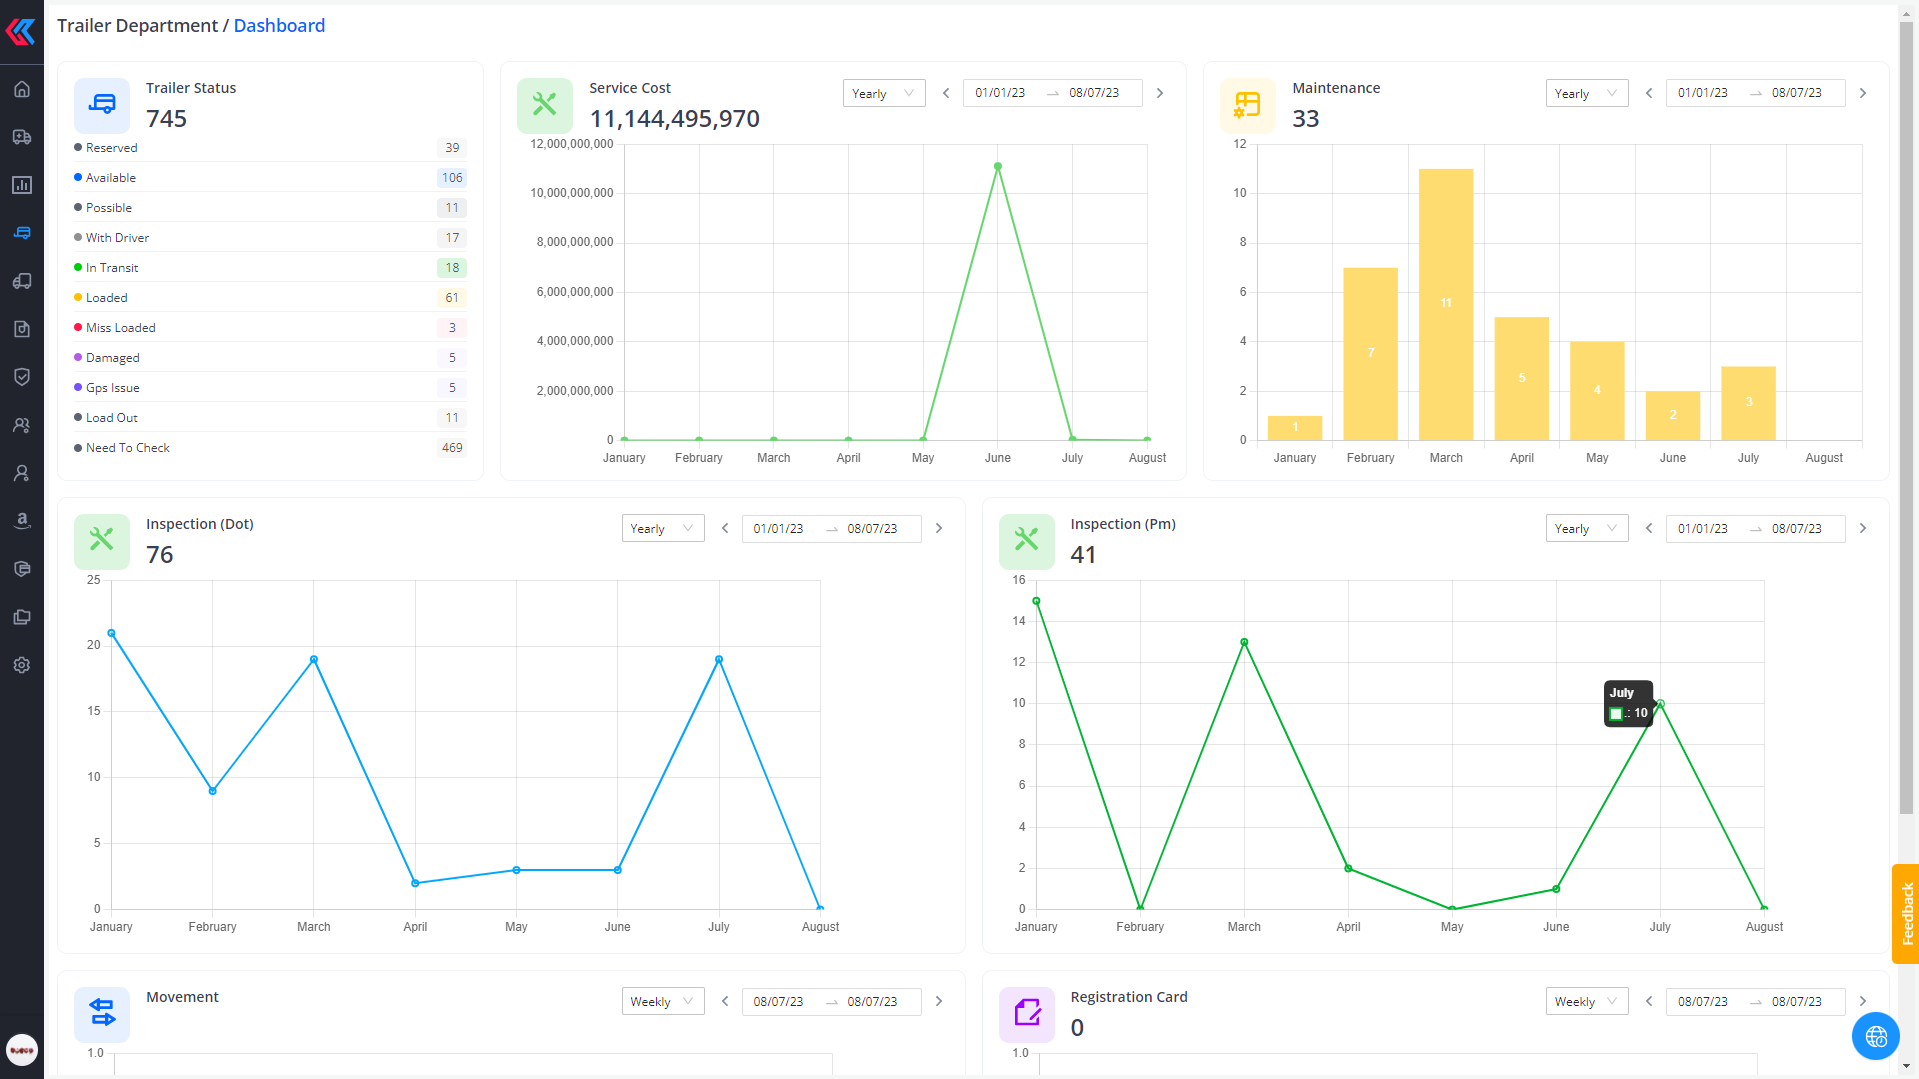 Trailer Department / Dashboard
Trailer Status
745
Reserved 39
Available 106
Possible 11
With Driver 17
In Transit 18
Loaded 61
Miss Loaded 3
Damaged 5
Gps Issue 5
Load Out 11
Need To Check 469
Service Cost
11,144,495,970
Yearly 01/01/23 → 08/07/23
12,000,000,000
10,000,000,000
8,000,000,000
6,000,000,000
4,000,000,000
2,000,000,000
0
January February March April May June July August
Maintenance
33
Yearly 01/01/23 → 08/07/23
12
10
8
6
4
2
0
1 7 11 5 4 2 3
January February March April May June July August
Inspection (Dot)
76
Yearly 01/01/23 → 08/07/23
25
20
15
10
5
0
January February March April May June July August
Inspection (Pm)
41
Yearly 01/01/23 → 08/07/23
16
14
12
10
8
6
4
2
0
July
.: 10
January February March April May June July August
Movement
Weekly 08/07/23 → 08/07/23
1.0
Registration Card
0
Weekly 08/07/23 → 08/07/23
1.0
Feedback
a